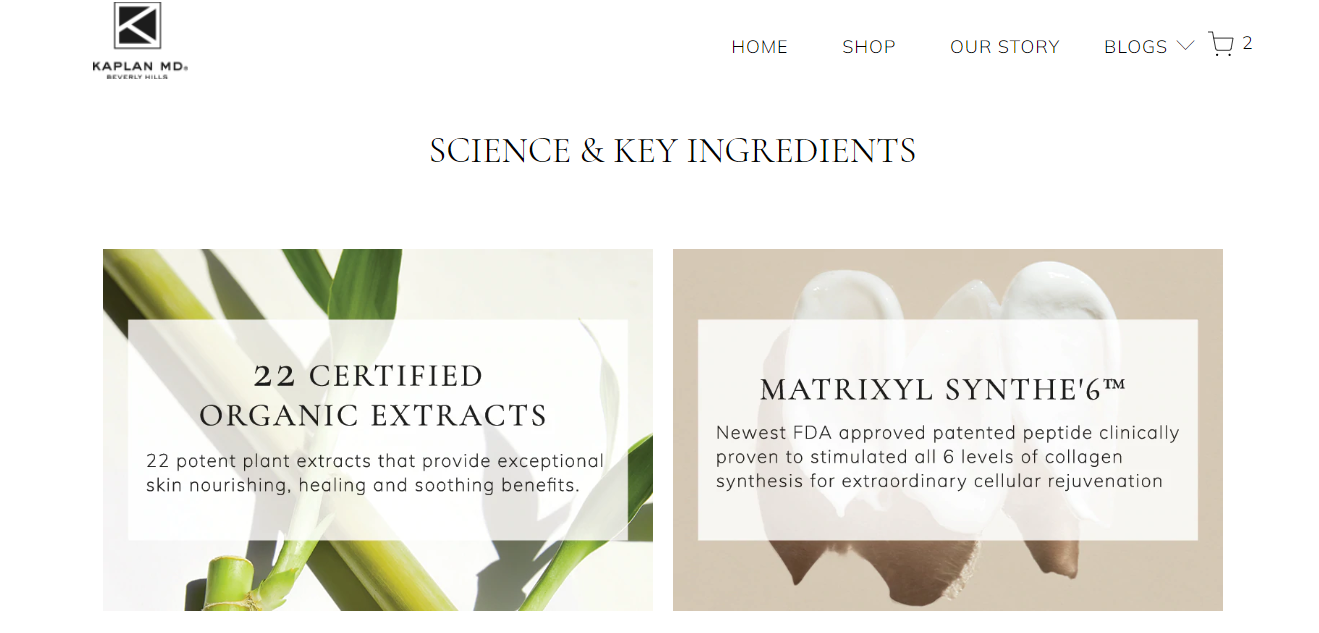 KAPLAN MD®
BEVERLY HILLS
HOME SHOP OUR STORY BLOGS 2
SCIENCE & KEY INGREDIENTS
22 CERTIFIED
ORGANIC EXTRACTS
22 potent plant extracts that provide exceptional
skin nourishing, healing and soothing benefits.
MATRIXYL SYNTHE'6™
Newest FDA approved patented peptide clinically
proven to stimulated all 6 levels of collagen
synthesis for extraordinary cellular rejuvenation